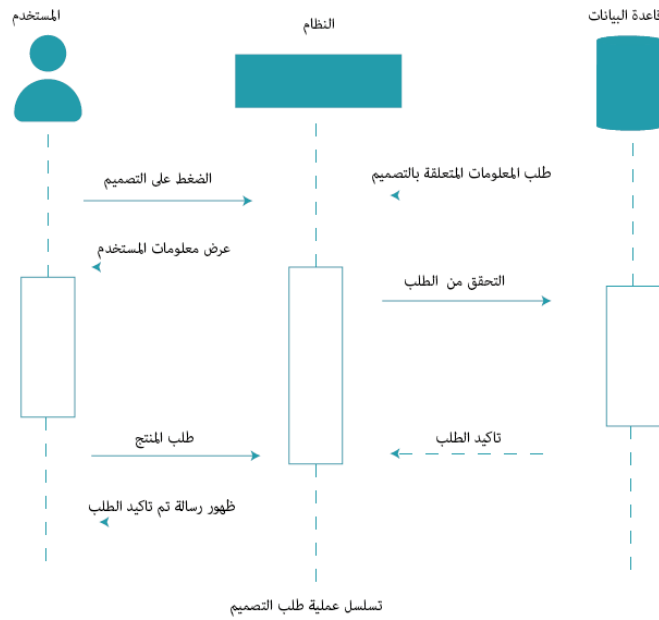 المستخدم
النظام
قاعدة البيانات
الضغط على التصميم
طلب المعلومات المتعلقة بالتصميم
عرض معلومات المستخدم
التحقق من الطلب
طلب المنتج
تاكيد الطلب
ظهور رسالة تم تاكيد الطلب
تسلسل عملية طلب التصميم